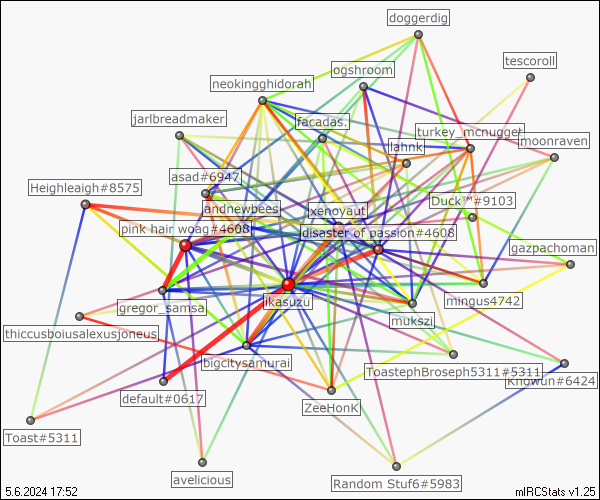 doggerdig
tescoroll
ogshroom
neokingghidorah
jarlbreadmaker
facadas.
turkey_mcnugget
moonraven
lahnk
asad#6947
Heighleaigh#8575
Duck™#9103
andnewbees
xenovaut
pink hair woag#4608
disaster of passion#4608
gazpachoman
ikasuzu
mingus4742
gregor_samsa
mukszi
thiccusboiusalexusjoneus
bigcitysamurai
ToastephBroseph5311#5311
Knowun#6424
default#0617
ZeeHonK
Toast#5311
avelicious
Random Stuf6#5983
5.6.2024 17:52
mIRCStats v1.25